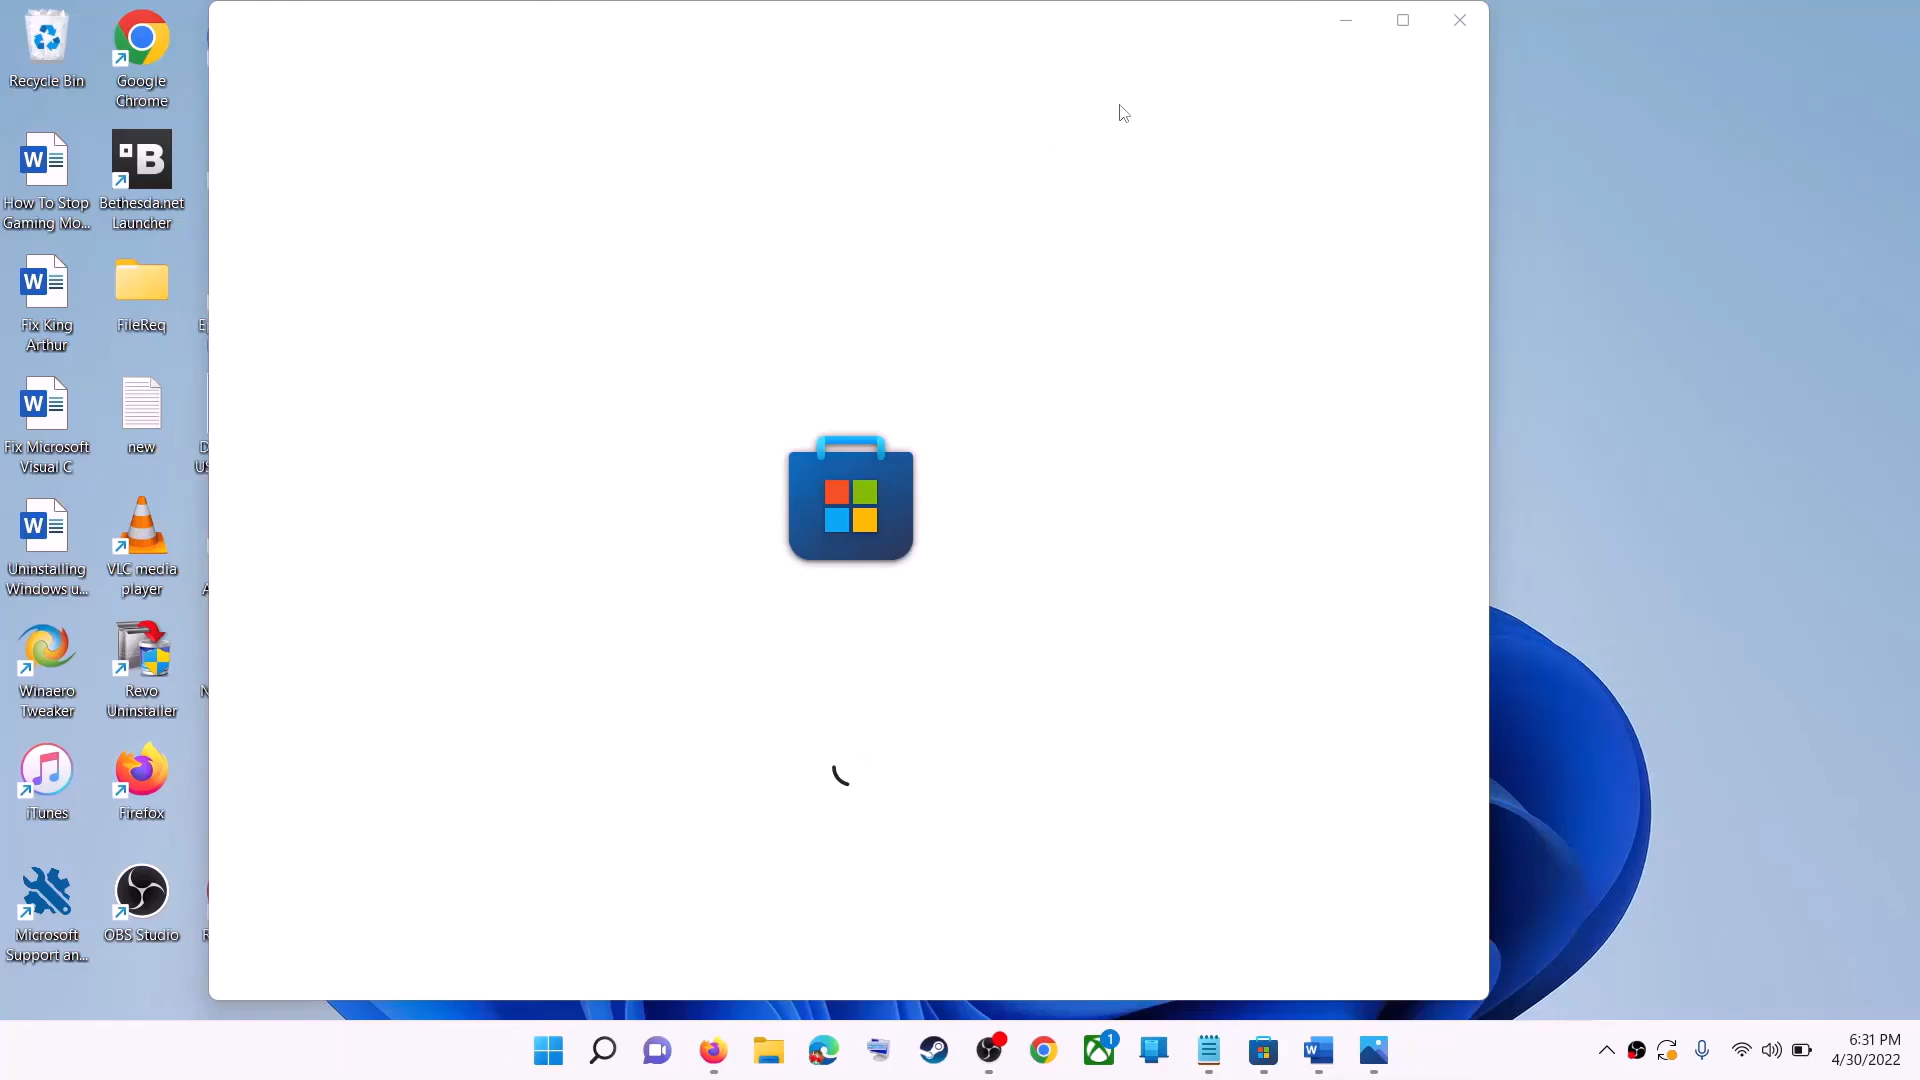 Recycle Bin
Google
Chrome
How To Stop
Gaming Mo...
Bethesda.net
Launcher
Fix King
Arthur
FileReq
Fix Microsoft
Visual C
new
Uninstalling
Windows u...
VLC media
player
Winaero
Tweaker
Revo
Uninstaller
iTunes
Firefox
Microsoft
Support an...
OBS Studio
1
6:31 PM
4/30/2022